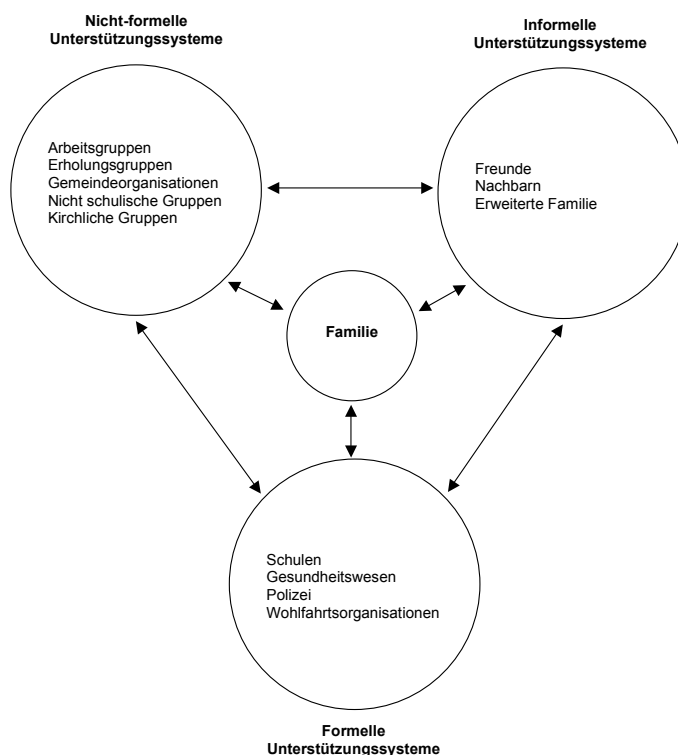 Nicht-formelle
Unterstützungssysteme
Informelle
Unterstützungssysteme
Arbeitsgruppen
Erholungsgruppen
Gemeindeorganisationen
Nicht schulische Gruppen
Kirchliche Gruppen
Freunde
Nachbarn
Erweiterte Familie
Familie
Schulen
Gesundheitswesen
Polizei
Wohlfahrtsorganisationen
Formelle
Unterstützungssysteme